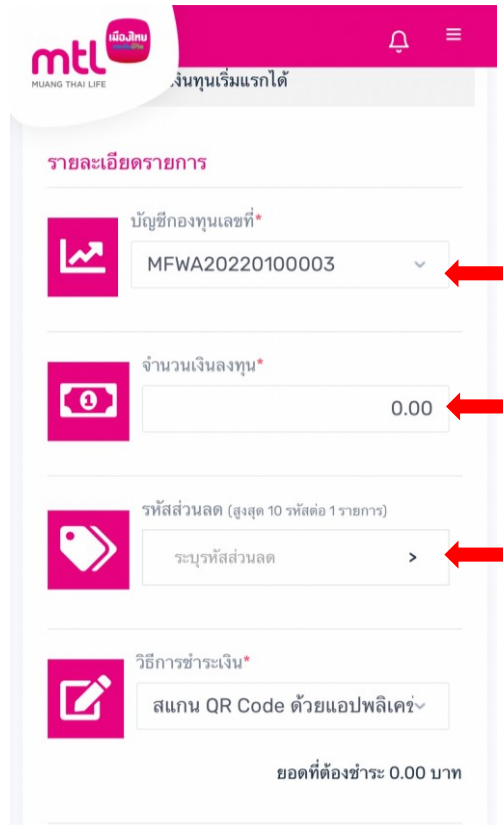 mtl
เมืองไทย
MUANG THAI LIFE
เงินทุนเริ่มแรกได้
รายละเอียดรายการ
บัญชีกองทุนเลขที่*
MFWA20220100003
จำนวนเงินลงทุน*
1
0.00
รหัสส่วนลด (สูงสุด 10 รหัสต่อ 1 รายการ)
ระบุรหัสส่วนลด >
วิธีการชำระเงิน*
สแกน QR Code ด้วยแอปพลิเคชั
ยอดที่ต้องชำระ 0.00 บาท